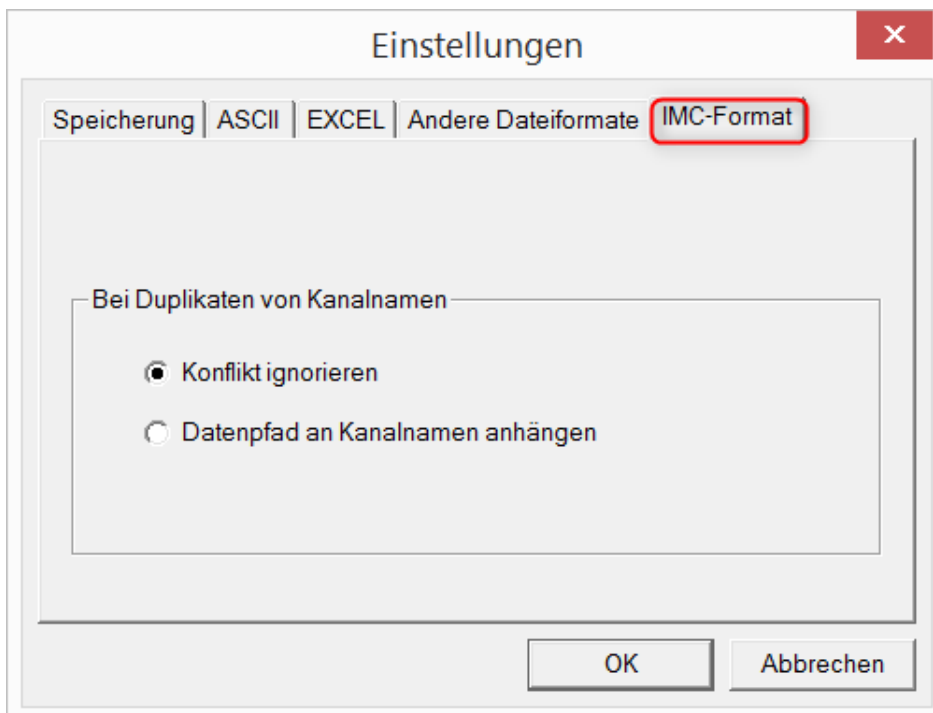 Einstellungen
Speicherung ASCII EXCEL Andere Dateiformate IMC-Format
Bei Duplikaten von Kanalnamen
Konflikt ignorieren
Datenpfad an Kanalnamen anhängen
OK Abbrechen